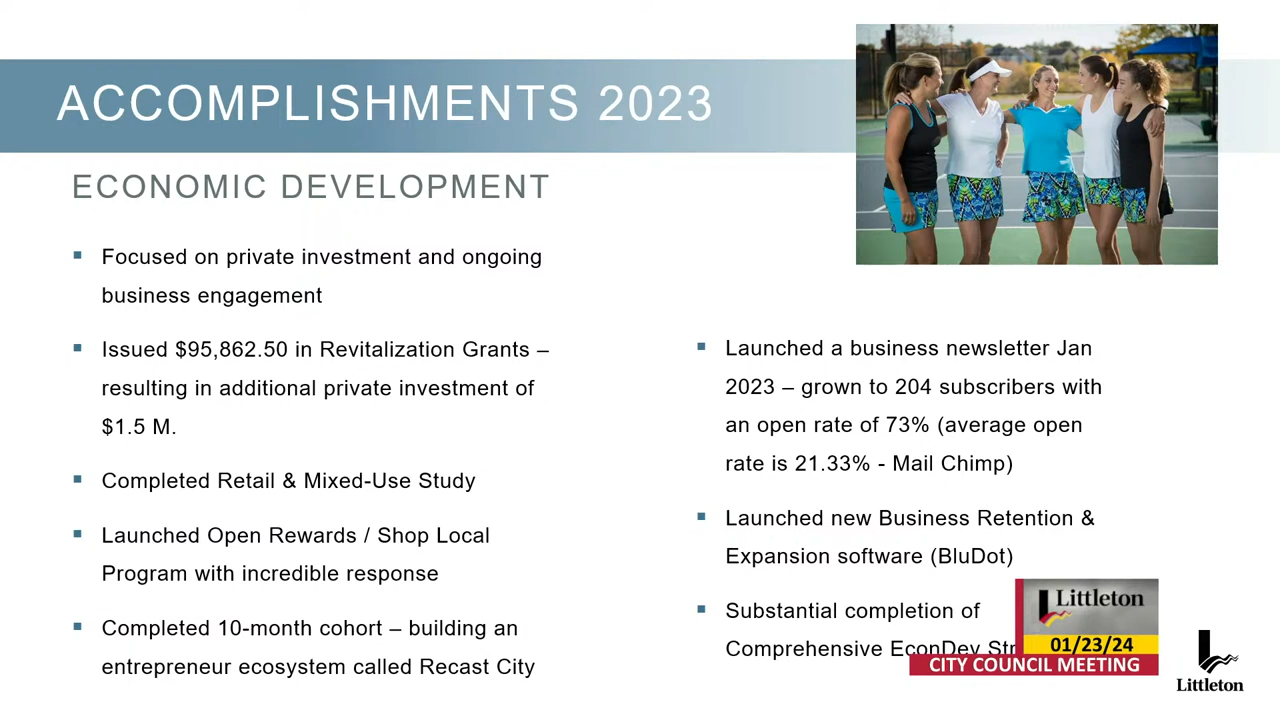 ACCOMPLISHMENTS 2023
ECONOMIC DEVELOPMENT
▪ Focused on private investment and ongoing
business engagement
▪ Issued $95,862.50 in Revitalization Grants –
resulting in additional private investment of
$1.5 M.
▪ Completed Retail & Mixed-Use Study
▪ Launched Open Rewards / Shop Local
Program with incredible response
▪ Completed 10-month cohort – building an
entrepreneur ecosystem called Recast City
▪ Launched a business newsletter Jan
2023 – grown to 204 subscribers with
an open rate of 73% (average open
rate is 21.33% - Mail Chimp)
▪ Launched new Business Retention &
Expansion software (BluDot)
▪ Substantial completion of
Comprehensive EconDev
Littleton
01/23/24
CITY COUNCIL MEETING
Littleton